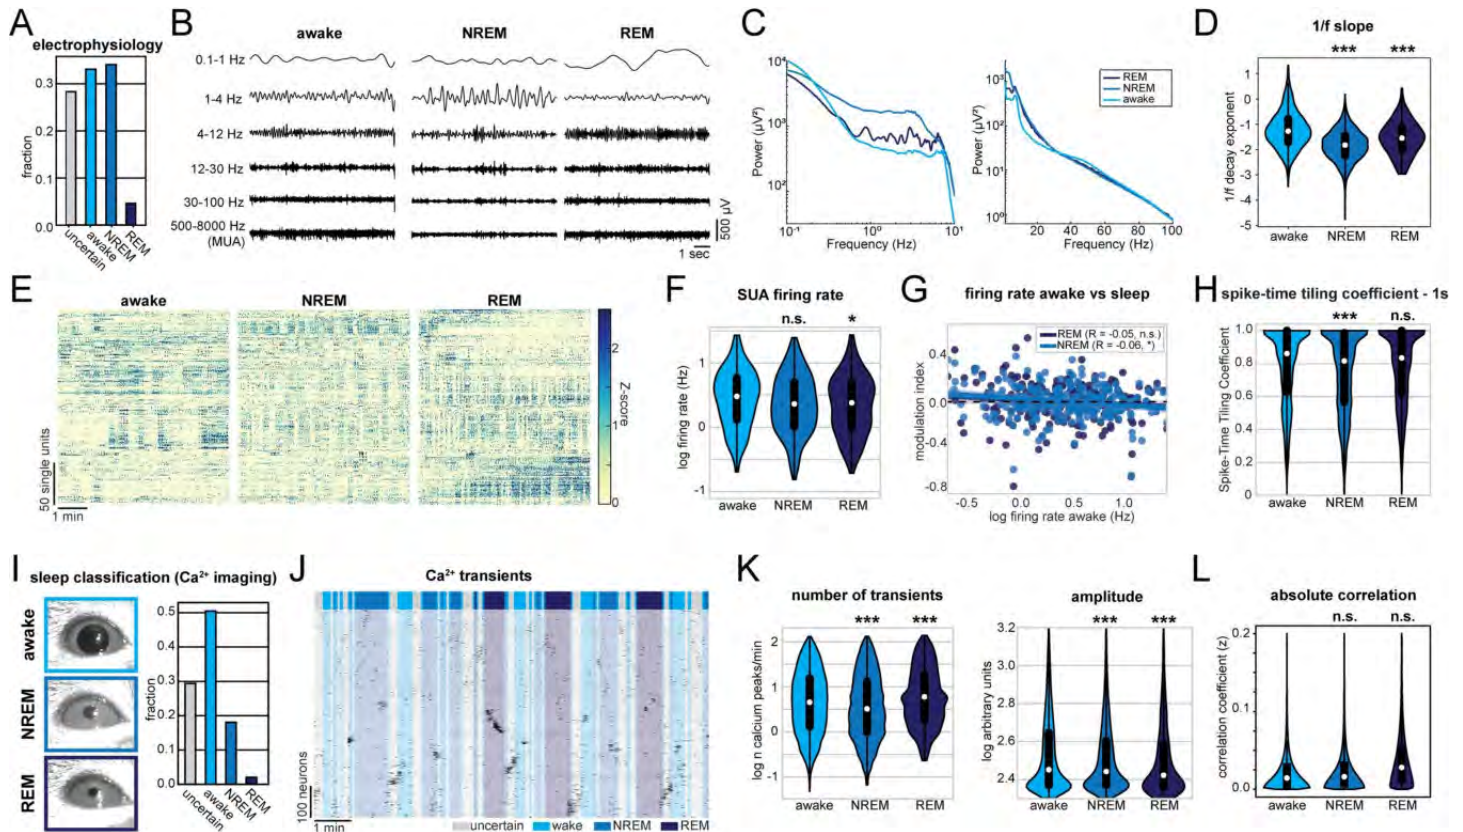 A
electrophysiology
fraction
0.3
0.2
0.1
0.0
uncertain
awake
NREM
REM
B
awake
NREM
REM
0.1-1 Hz
1-4 Hz
4-12 Hz
12-30 Hz
30-100 Hz
500-8000 Hz
(MUA)
500 µV
1 sec
C
Power (µV²)
10⁴
10³
10²
10⁻¹
10⁰
10¹
Frequency (Hz)
Power (µV²)
10³
10²
10¹
10⁰
20
40
60
80
100
Frequency (Hz)
REM
NREM
awake
D
1/f slope
***
***
1/f decay exponent
1
0
-1
-2
-3
-5
awake
NREM
REM
E
awake
NREM
REM
50 single units
1 min
2
1
0
Z-score
F
SUA firing rate
n.s.
*
log firing rate (Hz)
1
0
-1
awake
NREM
REM
G
firing rate awake vs sleep
REM (R = -0.05, n.s.)
NREM (R = -0.06, *)
modulation index
0.4
0.0
-0.4
-0.8
-0.5
0.0
0.5
1.0
log firing rate awake (Hz)
H
spike-time tiling coefficient - 1s
***
n.s.
Spike-Time Tiling Coefficient
1.0
0.8
0.6
0.4
0.2
0
awake
NREM
REM
I
sleep classification (Ca²⁺ imaging)
awake
NREM
REM
fraction
0.5
0.4
0.3
0.2
0.1
0.0
uncertain
awake
NREM
REM
J
Ca²⁺ transients
100 neurons
1 min
uncertain
wake
NREM
REM
K
number of transients
***
***
log n calcium peaks/min
2
1
0
-1
awake
NREM
REM
amplitude
***
***
log arbitrary units
3.2
3.0
2.8
2.6
2.4
awake
NREM
REM
L
absolute correlation
n.s.
n.s.
correlation coefficient (z)
0.2
0.1
0.0
awake
NREM
REM